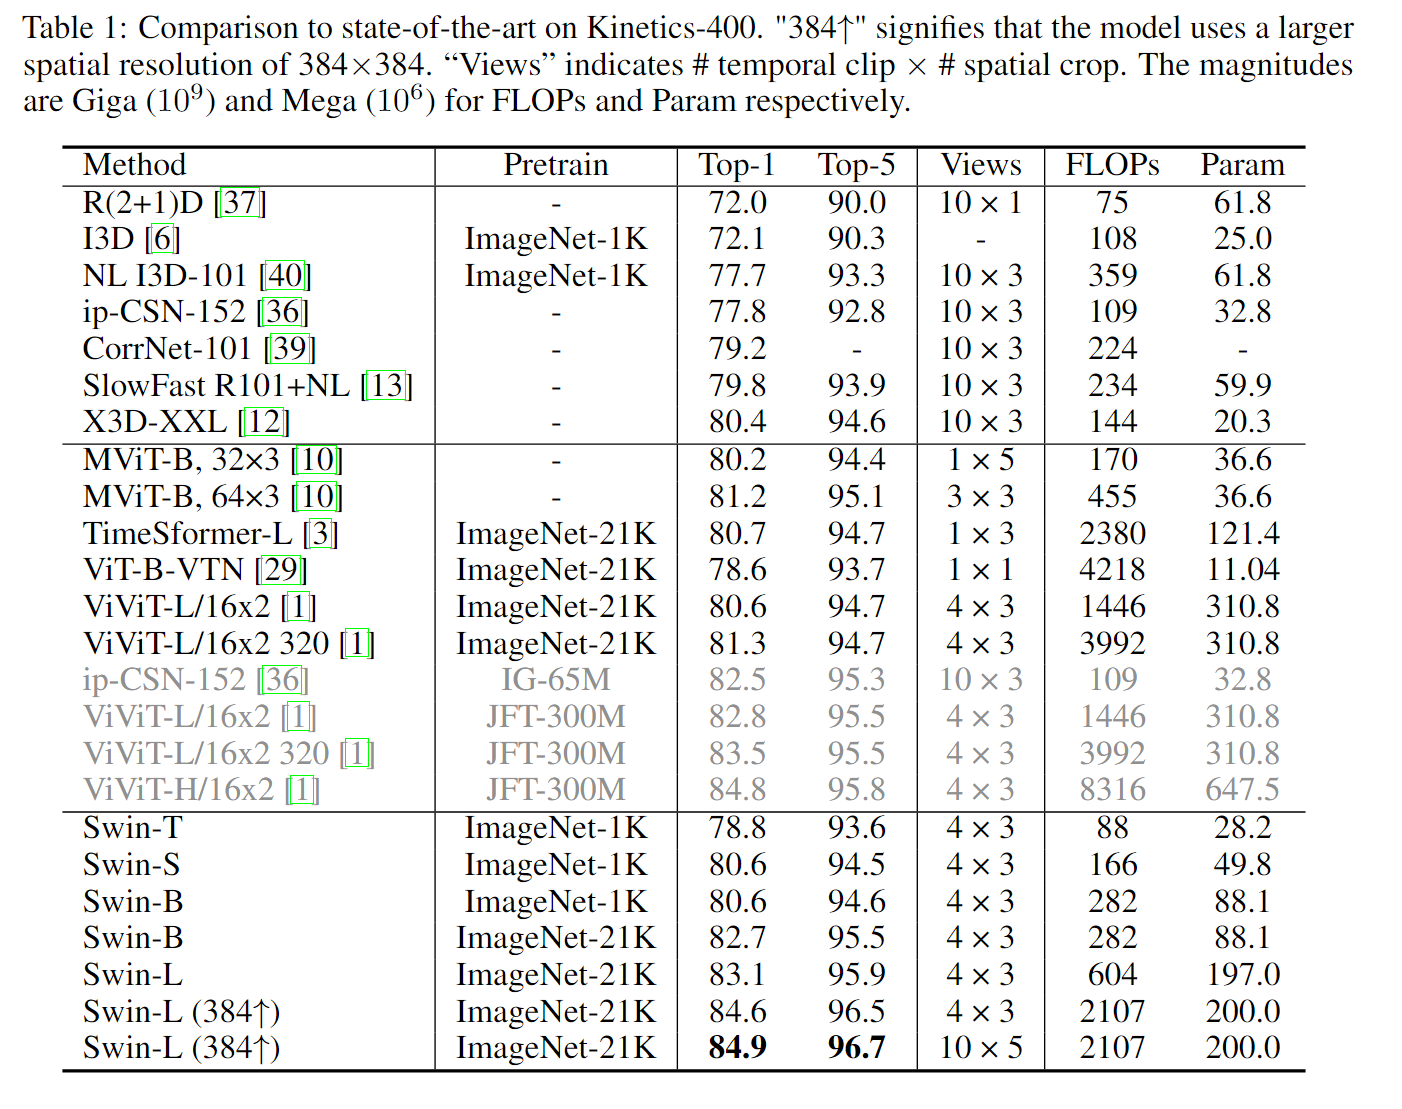 Table 1: Comparison to state-of-the-art on Kinetics-400. "384↑" signifies that the model uses a larger
spatial resolution of 384×384. “Views” indicates # temporal clip × # spatial crop. The magnitudes
are Giga (10⁹) and Mega (10⁶) for FLOPs and Param respectively.
Method Pretrain Top-1 Top-5 Views FLOPs Param
R(2+1)D [37] - 72.0 90.0 10 × 1 75 61.8
I3D [6] ImageNet-1K 72.1 90.3 - 108 25.0
NL I3D-101 [40] ImageNet-1K 77.7 93.3 10 × 3 359 61.8
ip-CSN-152 [36] - 77.8 92.8 10 × 3 109 32.8
CorrNet-101 [39] - 79.2 - 10 × 3 224 -
SlowFast R101+NL [13] - 79.8 93.9 10 × 3 234 59.9
X3D-XXL [12] - 80.4 94.6 10 × 3 144 20.3
MViT-B, 32×3 [10] - 80.2 94.4 1 × 5 170 36.6
MViT-B, 64×3 [10] - 81.2 95.1 3 × 3 455 36.6
TimeSformer-L [3] ImageNet-21K 80.7 94.7 1 × 3 2380 121.4
ViT-B-VTN [29] ImageNet-21K 78.6 93.7 1 × 1 4218 11.04
ViViT-L/16x2 [1] ImageNet-21K 80.6 94.7 4 × 3 1446 310.8
ViViT-L/16x2 320 [1] ImageNet-21K 81.3 94.7 4 × 3 3992 310.8
ip-CSN-152 [36] IG-65M 82.5 95.3 10 × 3 109 32.8
ViViT-L/16x2 [1] JFT-300M 82.8 95.5 4 × 3 1446 310.8
ViViT-L/16x2 320 [1] JFT-300M 83.5 95.5 4 × 3 3992 310.8
ViViT-H/16x2 [1] JFT-300M 84.8 95.8 4 × 3 8316 647.5
Swin-T ImageNet-1K 78.8 93.6 4 × 3 88 28.2
Swin-S ImageNet-1K 80.6 94.5 4 × 3 166 49.8
Swin-B ImageNet-1K 80.6 94.6 4 × 3 282 88.1
Swin-B ImageNet-21K 82.7 95.5 4 × 3 282 88.1
Swin-L ImageNet-21K 83.1 95.9 4 × 3 604 197.0
Swin-L (384↑) ImageNet-21K 84.6 96.5 4 × 3 2107 200.0
Swin-L (384↑) ImageNet-21K 84.9 96.7 10 × 5 2107 200.0